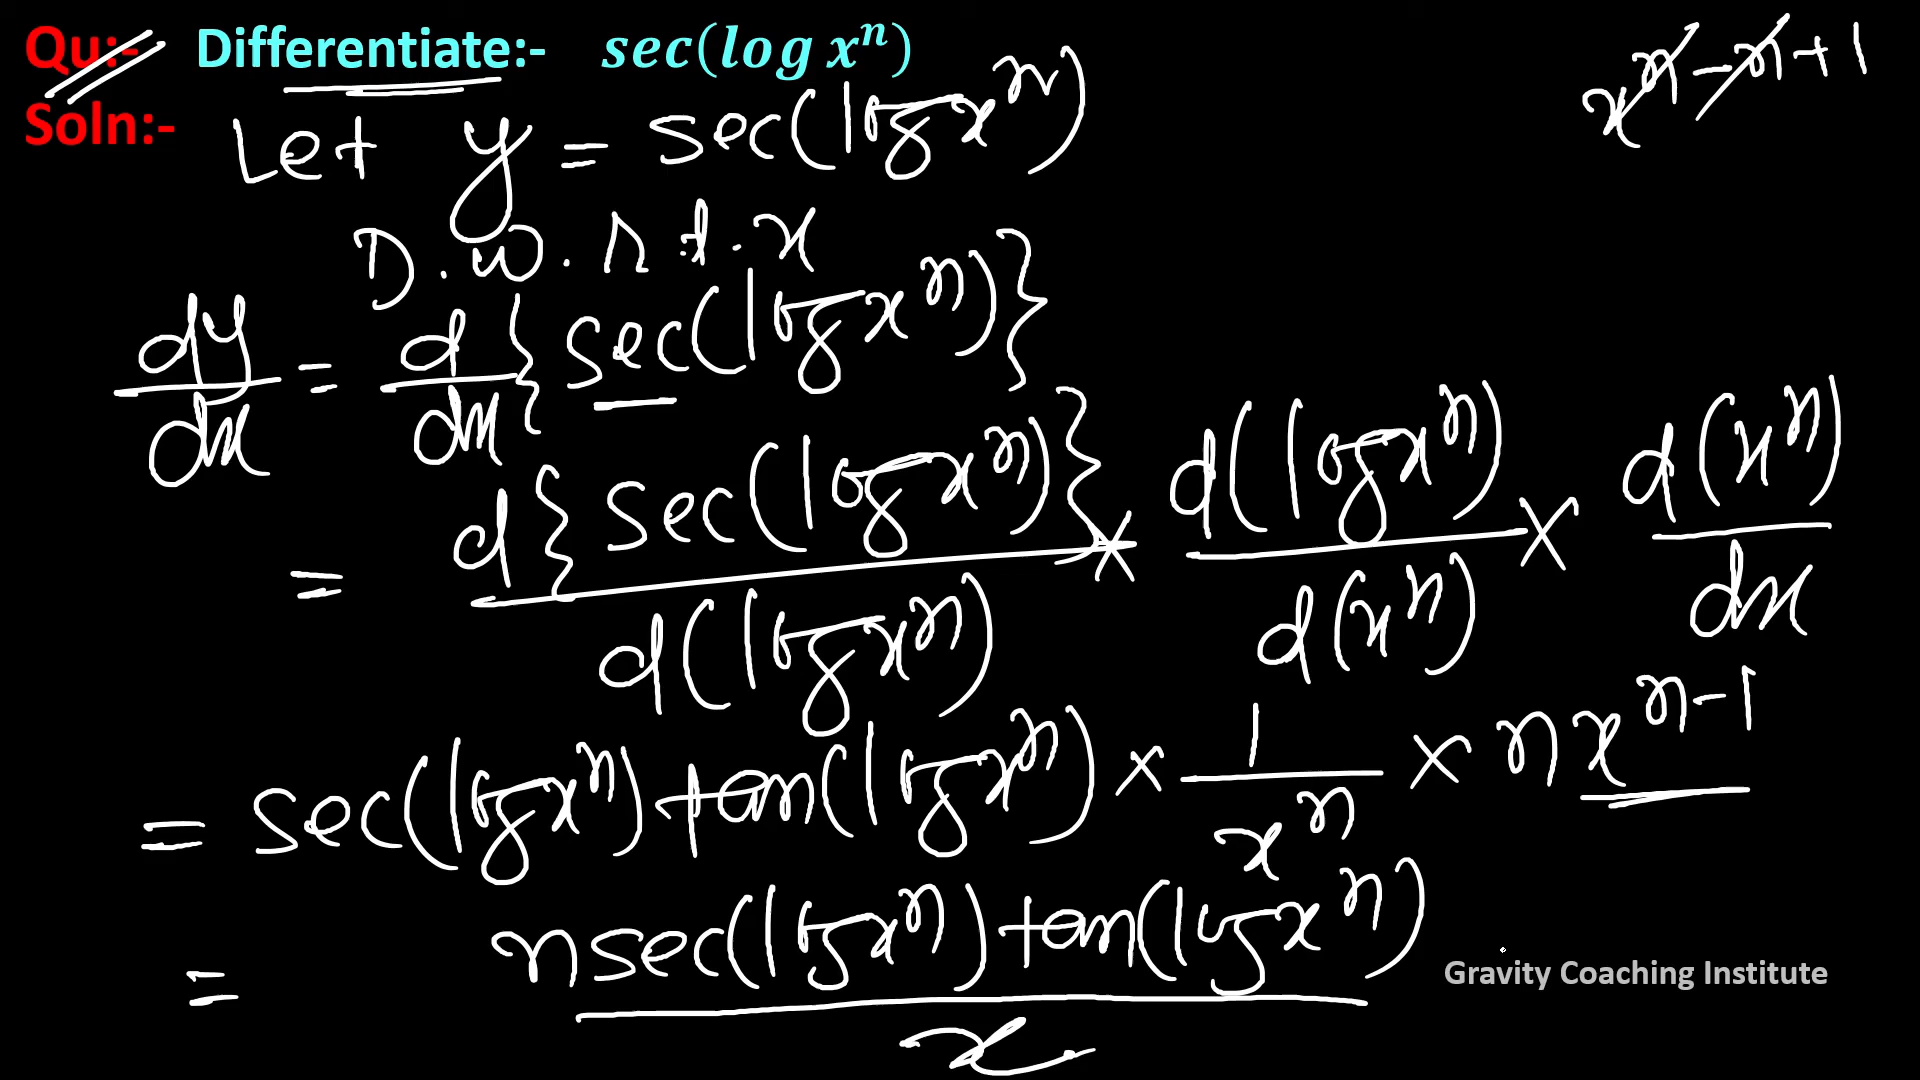 Qu:- Differentiate:- sec(log xⁿ)
x^(n-n+1)
Soln:- Let y = sec(log xⁿ)
D.w.r.t.x
dy/dx = d/dx{sec(log xⁿ)}
= d{sec(log xⁿ)}/d(log xⁿ) × d(log xⁿ)/d(xⁿ) × d(xⁿ)/dx
= sec(log xⁿ) tan(log xⁿ) × 1/xⁿ × nx^(n-1)
= n sec(log xⁿ) tan(log xⁿ)/x
Gravity Coaching Institute